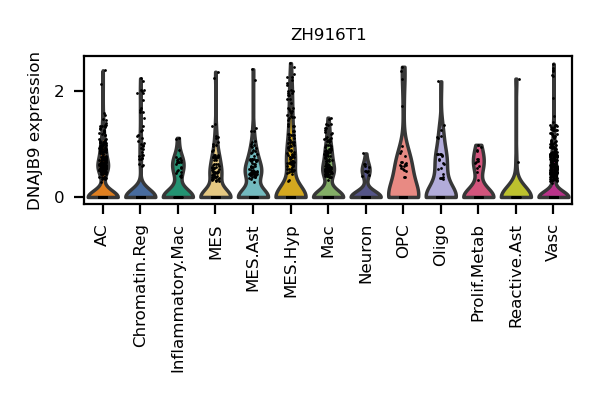 ZH916T1
DNAJB9 expression
2
0
AC
Chromatin.Reg
Inflammatory.Mac
MES
MES.Ast
MES.Hyp
Mac
Neuron
OPC
Oligo
Prolif.Metab
Reactive.Ast
Vasc